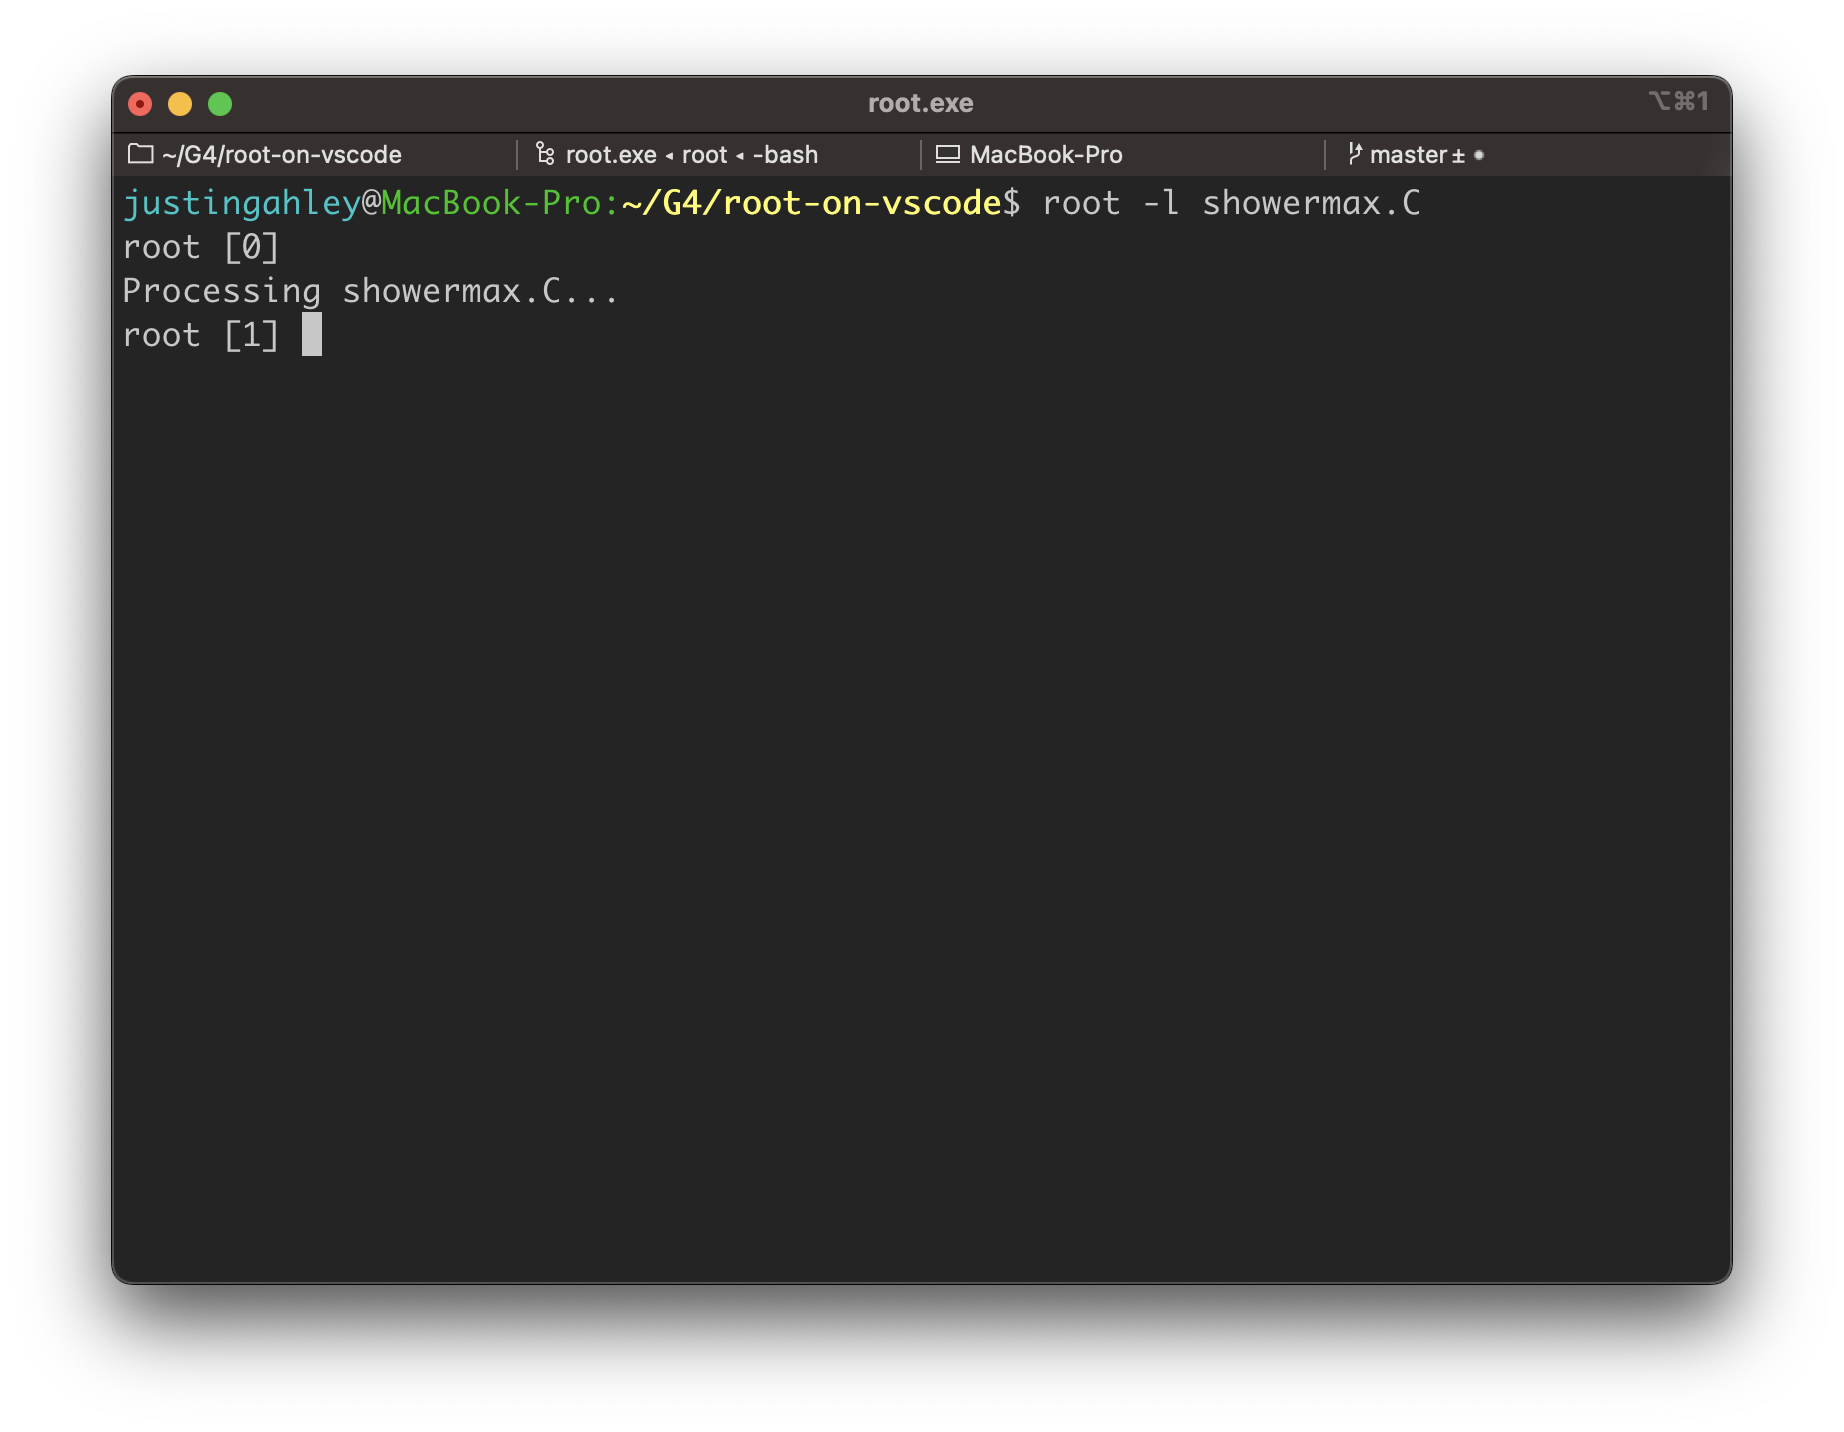 root.exe
⌥⌘1
~/G4/root-on-vscode
root.exe ◂ root ◂ -bash
MacBook-Pro
master ± ●
justingahley@MacBook-Pro:~/G4/root-on-vscode$ root -l showermax.C
root [0]
Processing showermax.C...
root [1]